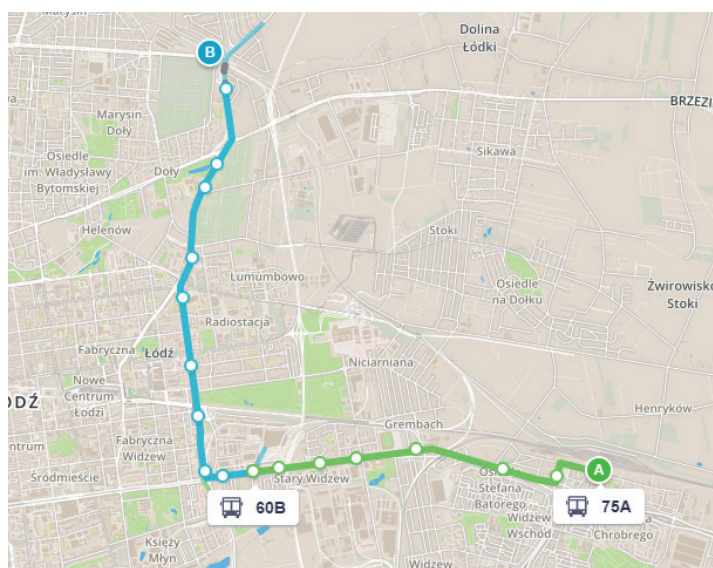 Marysin
B
Dolina
Łódki
BRZEZI
Marysin
Doły
Osiedle
im. Władysławy
Bytomskiej
Doły
Sikawa
Helenów
Stoki
Lumumbowo
Osiedle
na Dołku
Żwirowisko
Stoki
Radiostacja
Fabryczna
Łódź
Niciarniana
Nowe
Centrum
Łodzi
ÓDŹ
Henryków
Grembach
entrum
Fabryczna
Widzew
Śródmieście
Stary Widzew
A
Stefana
Batorego
60B
75A
Widzew
Wschód
Chrobrego
Księży
Młyn
Widzew